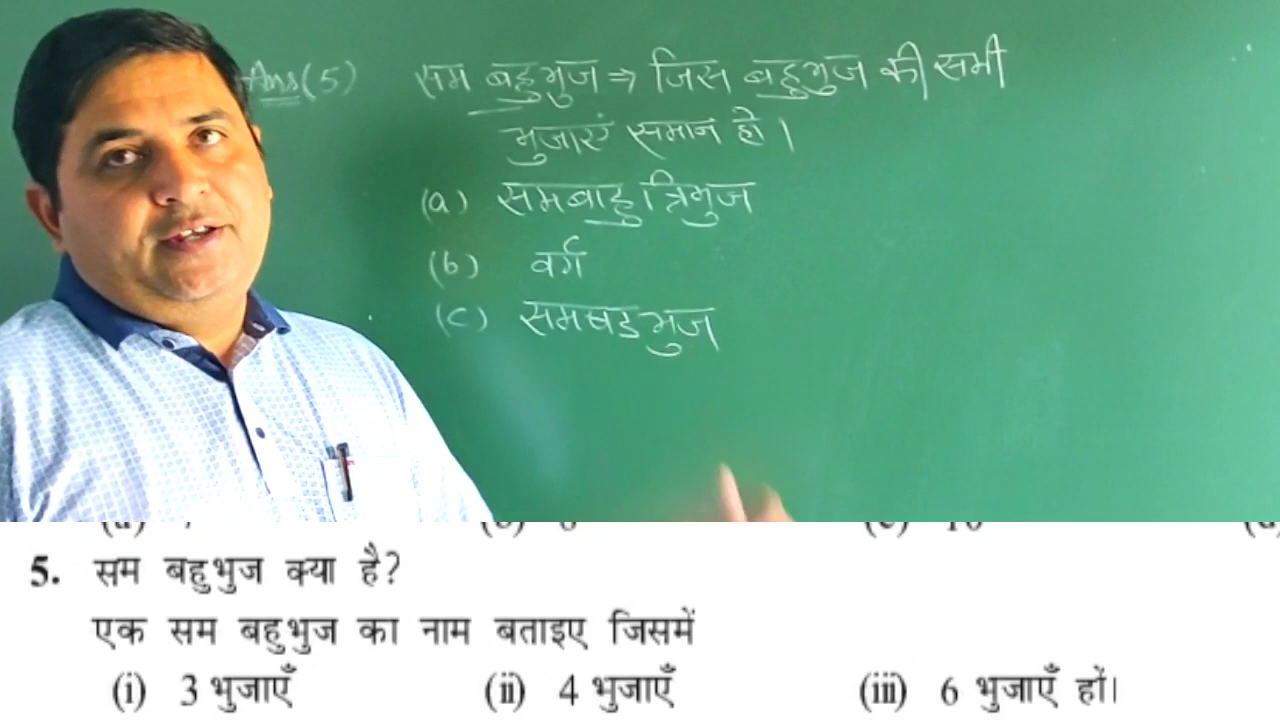 Ans (5) सम बहुभुज ⇒ जिस बहुभुज की सभी
भुजाएं समान हो।
(a) समबाहु त्रिभुज
(b) वर्ग
(c) समषडभुज
5. सम बहुभुज क्या है?
एक सम बहुभुज का नाम बताइए जिसमें
(i) 3 भुजाएँ (ii) 4 भुजाएँ (iii) 6 भुजाएँ हों।